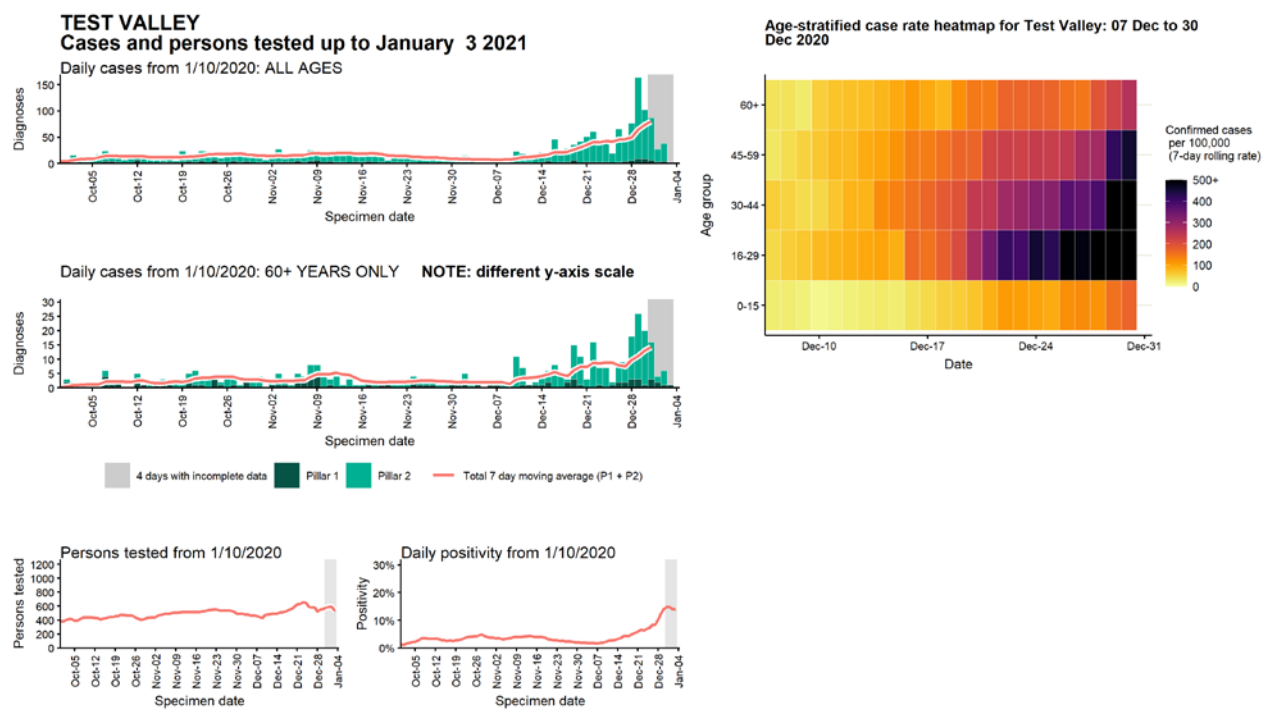 TEST VALLEY
Cases and persons tested up to January 3 2021
Daily cases from 1/10/2020: ALL AGES
Diagnoses
150
100
50
0
Oct-05 Oct-12 Oct-19 Oct-26 Nov-02 Nov-09 Nov-16 Nov-23 Nov-30 Dec-07 Dec-14 Dec-21 Dec-28 Jan-04
Specimen date
Daily cases from 1/10/2020: 60+ YEARS ONLY NOTE: different y-axis scale
Diagnoses
30
25
20
15
10
5
0
Oct-05 Oct-12 Oct-19 Oct-26 Nov-02 Nov-09 Nov-16 Nov-23 Nov-30 Dec-07 Dec-14 Dec-21 Dec-28 Jan-04
Specimen date
4 days with incomplete data Pillar 1 Pillar 2 Total 7 day moving average (P1 + P2)
Persons tested from 1/10/2020
Persons tested
1200
1000
800
600
400
200
0
Oct-05 Oct-12 Oct-19 Oct-26 Nov-02 Nov-09 Nov-16 Nov-23 Nov-30 Dec-07 Dec-14 Dec-21 Dec-28 Jan-04
Specimen date
Daily positivity from 1/10/2020
Positivity
30%
20%
10%
0%
Oct-05 Oct-12 Oct-19 Oct-26 Nov-02 Nov-09 Nov-16 Nov-23 Nov-30 Dec-07 Dec-14 Dec-21 Dec-28 Jan-04
Specimen date
Age-stratified case rate heatmap for Test Valley: 07 Dec to 30
Dec 2020
Age group
60+
45-59
30-44
16-29
0-15
Dec-10 Dec-17 Dec-24 Dec-31
Date
Confirmed cases
per 100,000
(7-day rolling rate)
500+
400
300
200
100
0